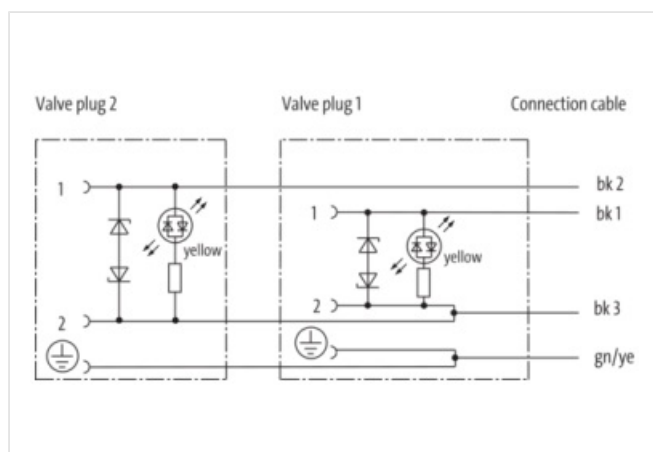 Valve plug 2 Valve plug 1 Connection cable
1 bk 2
1 bk 1
yellow yellow
2 bk 3
2
gn/ye